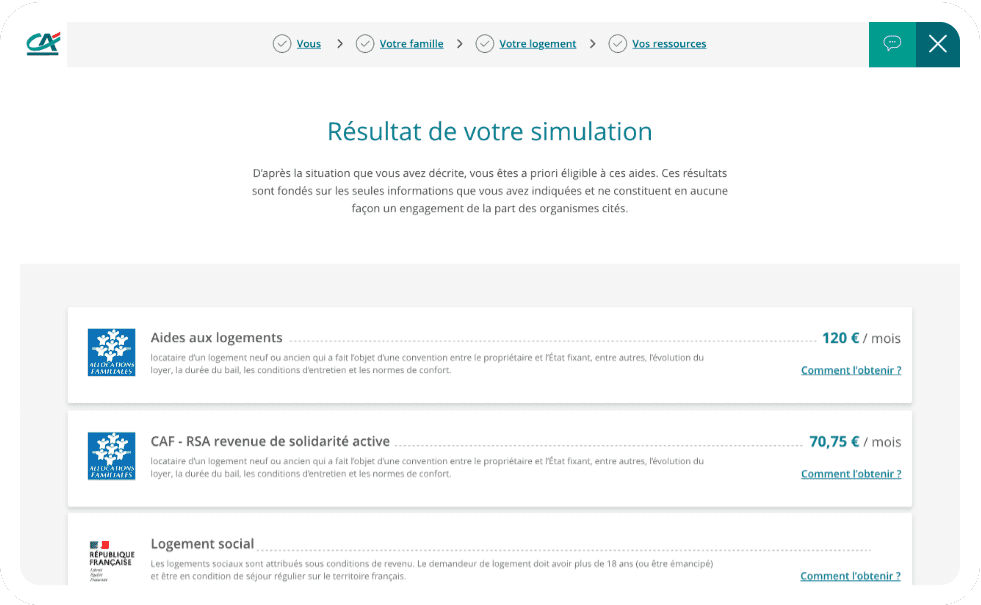 CA
Vous
Votre famille
Votre logement
Vos ressources
Résultat de votre simulation
D'après la situation que vous avez décrite, vous êtes a priori éligible à ces aides. Ces résultats
sont fondés sur les seules informations que vous avez indiquées et ne constituent en aucune
façon un engagement de la part des organismes cités.
ALLOCATIONS
FAMILIALES
Aides aux logements
120 € / mois
locataire d'un logement neuf ou ancien qui a fait l'objet d'une convention entre le propriétaire et l'État fixant, entre autres, l'évolution du
loyer, la durée du bail, les conditions d'entretien et les normes de confort.
Comment l'obtenir ?
ALLOCATIONS
FAMILIALES
CAF - RSA revenue de solidarité active
70,75 € / mois
locataire d'un logement neuf ou ancien qui a fait l'objet d'une convention entre le propriétaire et l'État fixant, entre autres, l'évolution du
loyer, la durée du bail, les conditions d'entretien et les normes de confort.
Comment l'obtenir ?
RÉPUBLIQUE
FRANÇAISE
Logement social
Les logements sociaux sont attribués sous conditions de revenu. Le demandeur de logement doit avoir plus de 18 ans (ou être émancipé)
et être en condition de séjour régulier sur le territoire français.
Comment l'obtenir ?